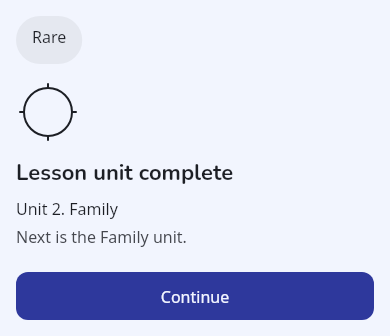 Rare
Lesson unit complete
Unit 2. Family
Next is the Family unit.
Continue